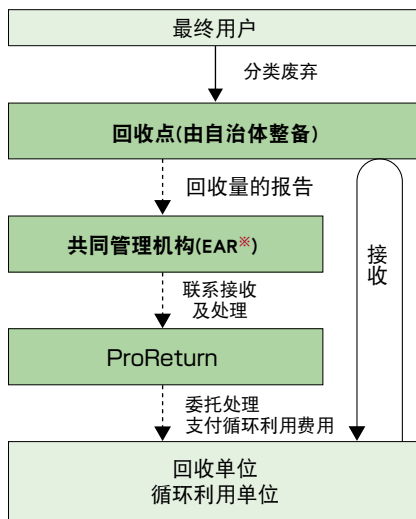 最终用户
分类废弃
回收点(由自治体整备)
回收量的报告
共同管理机构(EAR※)
接收
联系接收
及处理
ProReturn
委托处理
支付循环利用费用
回收单位
循环利用单位